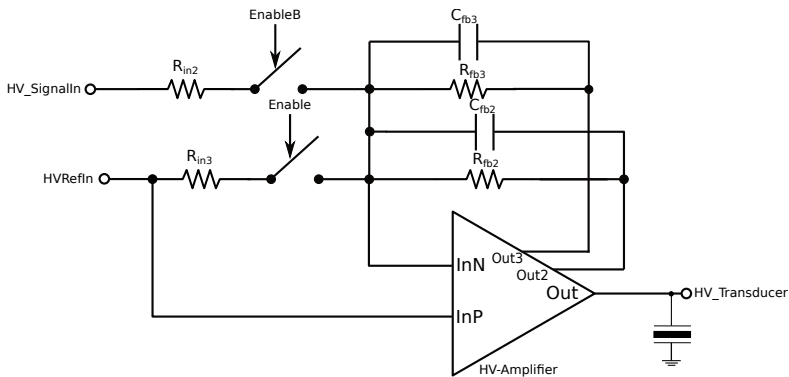 C_fb3
EnableB
R_in2
R_fb3
HV_SignalIn
Enable
C_fb2
R_in3
R_fb2
HVRefIn
Out3
InN
Out2
Out
HV_Transducer
InP
HV-Amplifier